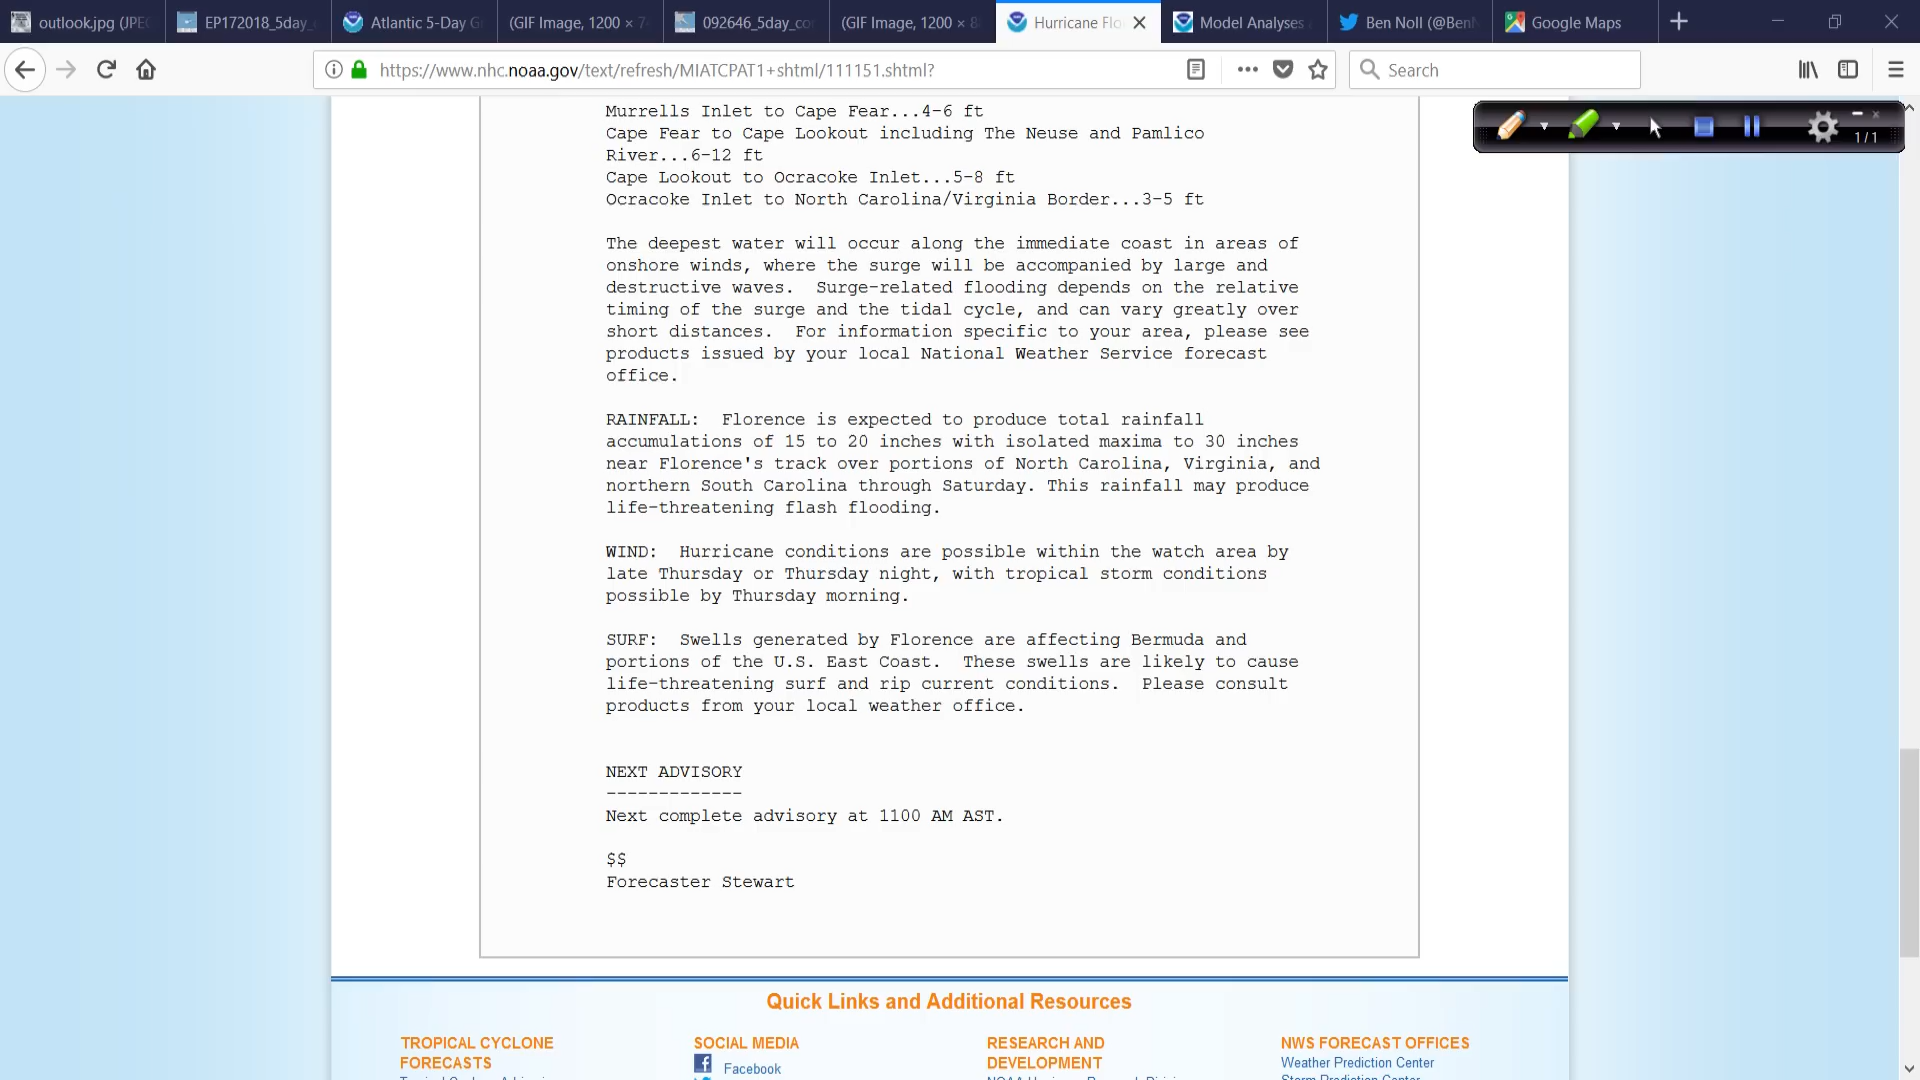 outlook.jpg (JPEG
EP172018_5day_c
Atlantic 5-Day G
(GIF Image, 1200 × 7
092646_5day_co
(GIF Image, 1200 × 8
Hurricane Flo
Model Analyses
Ben Noll (@Ben
Google Maps
https://www.nhc.noaa.gov/text/refresh/MIATCPAT1+shtml/111151.shtml?
Search
1/1
Murrells Inlet to Cape Fear...4-6 ft
Cape Fear to Cape Lookout including The Neuse and Pamlico
River...6-12 ft
Cape Lookout to Ocracoke Inlet...5-8 ft
Ocracoke Inlet to North Carolina/Virginia Border...3-5 ft
The deepest water will occur along the immediate coast in areas of
onshore winds, where the surge will be accompanied by large and
destructive waves.  Surge-related flooding depends on the relative
timing of the surge and the tidal cycle, and can vary greatly over
short distances.  For information specific to your area, please see
products issued by your local National Weather Service forecast
office.
RAINFALL:  Florence is expected to produce total rainfall
accumulations of 15 to 20 inches with isolated maxima to 30 inches
near Florence's track over portions of North Carolina, Virginia, and
northern South Carolina through Saturday. This rainfall may produce
life-threatening flash flooding.
WIND:  Hurricane conditions are possible within the watch area by
late Thursday or Thursday night, with tropical storm conditions
possible by Thursday morning.
SURF:  Swells generated by Florence are affecting Bermuda and
portions of the U.S. East Coast.  These swells are likely to cause
life-threatening surf and rip current conditions.  Please consult
products from your local weather office.
NEXT ADVISORY
-------------
Next complete advisory at 1100 AM AST.
$$
Forecaster Stewart
Quick Links and Additional Resources
TROPICAL CYCLONE
FORECASTS
SOCIAL MEDIA
Facebook
RESEARCH AND
DEVELOPMENT
NWS FORECAST OFFICES
Weather Prediction Center